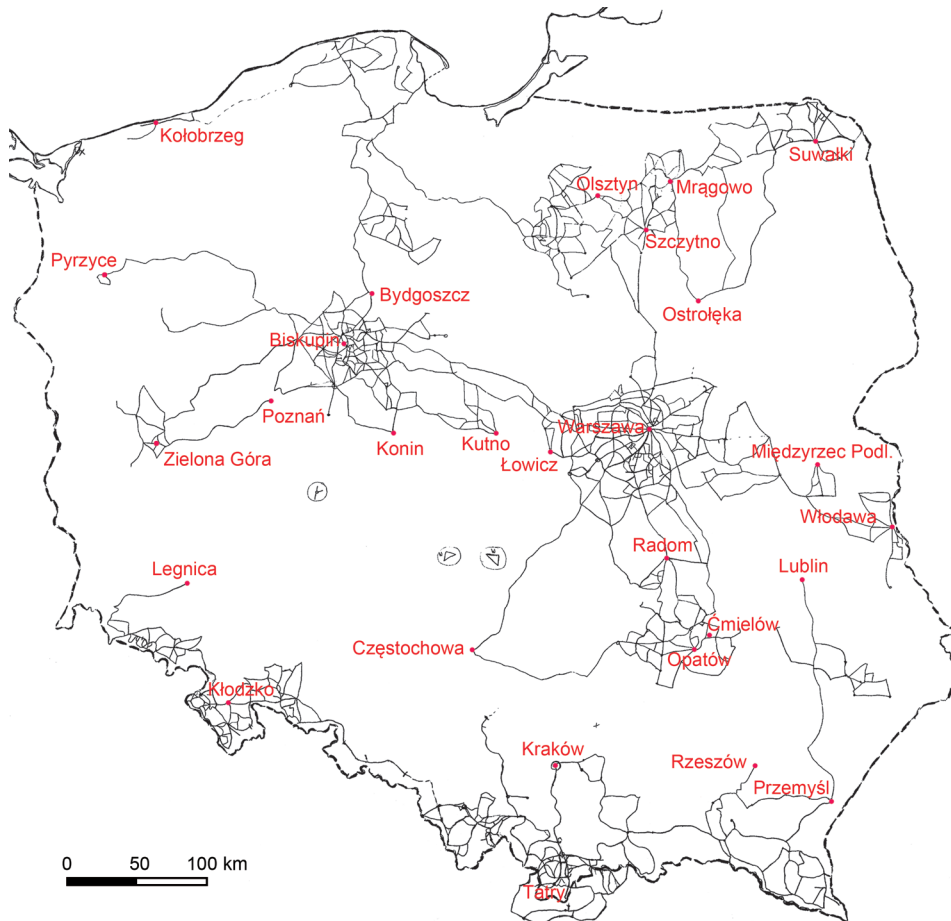 Kołobrzeg
Suwałki
Olsztyn
Mrągowo
Szczytno
Pyrzyce
Bydgoszcz
Ostrołęka
Biskupin
Poznań
Zielona Góra
Konin
Kutno
Łowicz
Warszawa
Międzyrzec Podl.
Włodawa
Radom
Lublin
Legnica
Ćmielów
Częstochowa
Opatów
Kłodzko
Kraków
Rzeszów
Przemyśl
Tatry
0 50 100 km